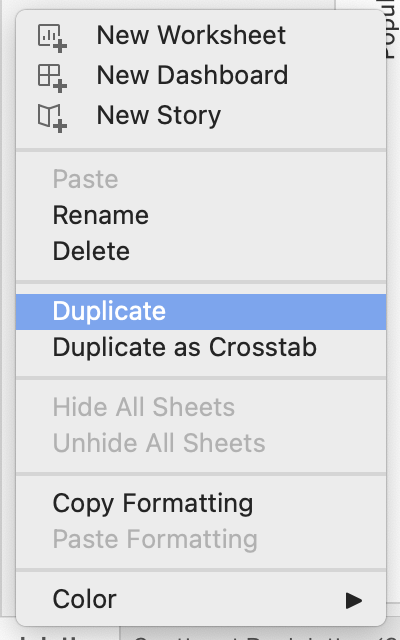 New Worksheet
New Dashboard
New Story
Paste
Rename
Delete
Duplicate
Duplicate as Crosstab
Hide All Sheets
Unhide All Sheets
Copy Formatting
Paste Formatting
Color